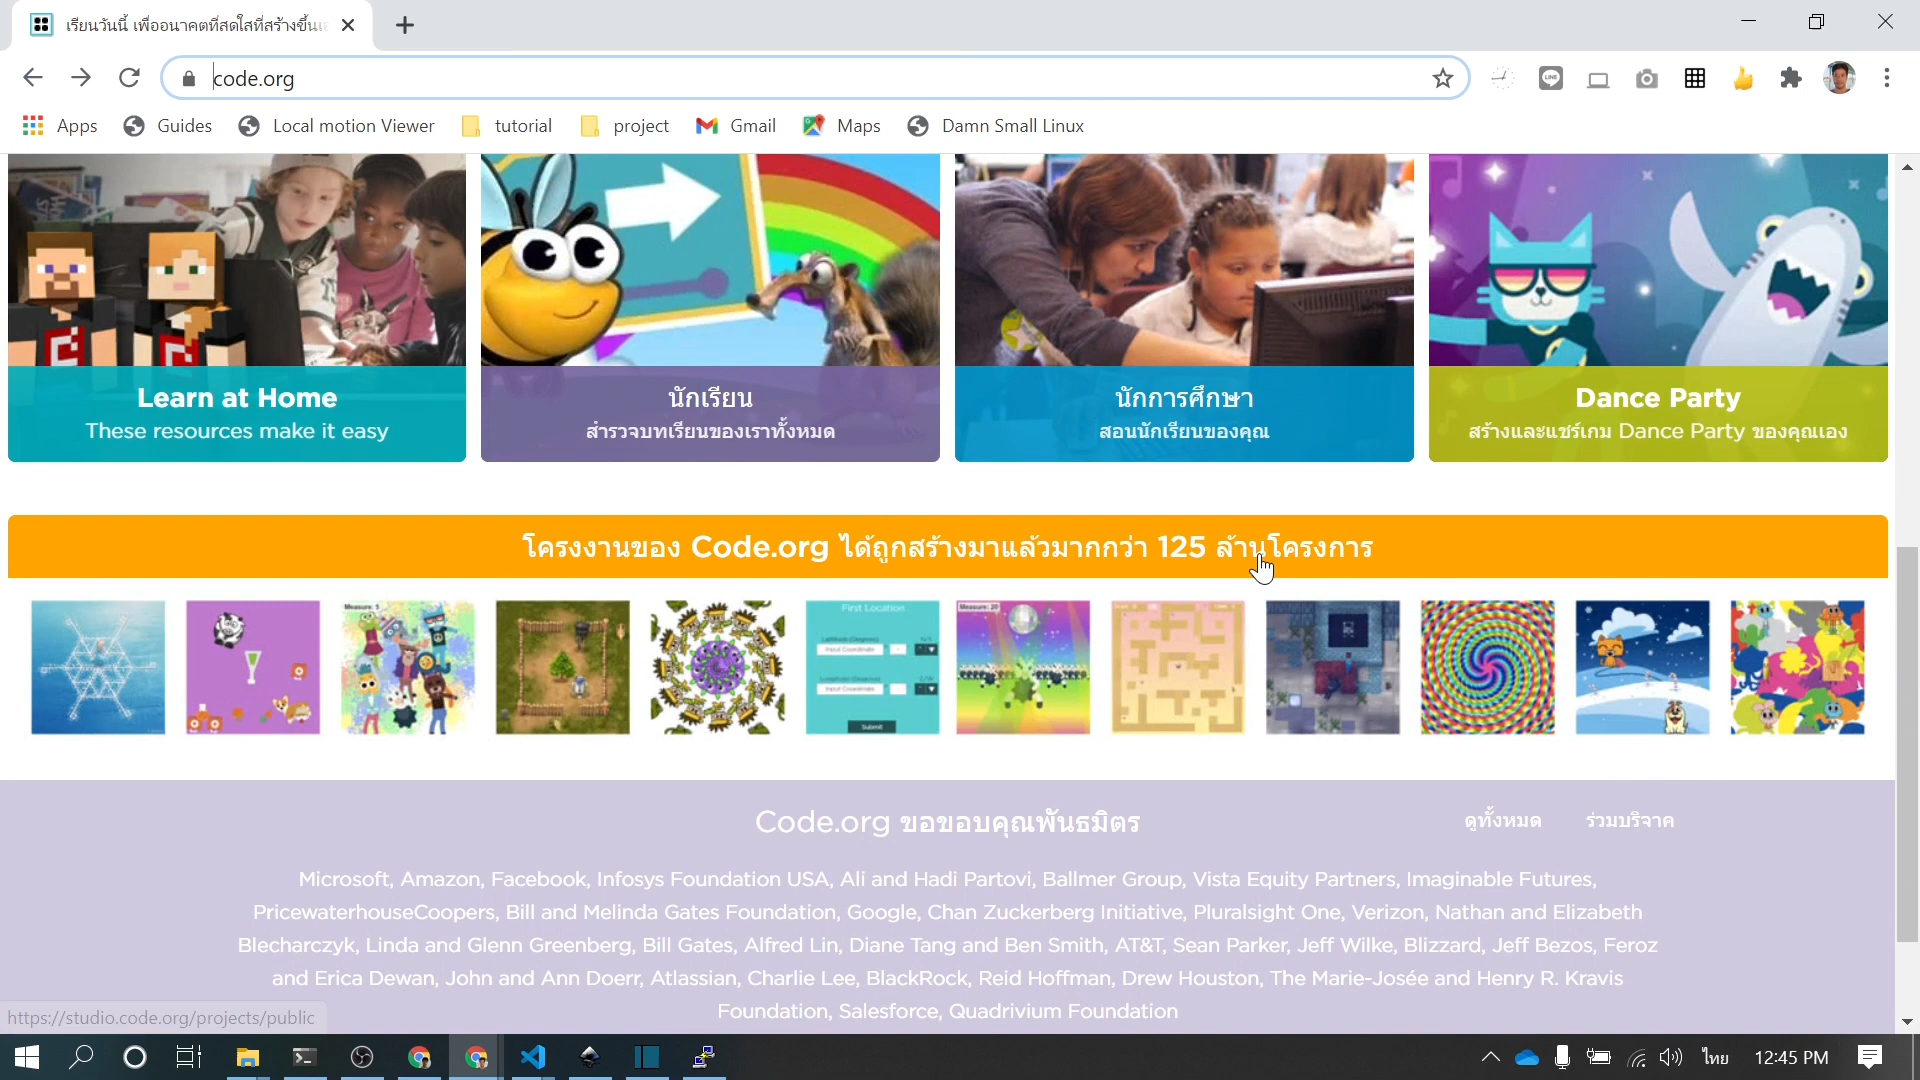 เรียนวันนี้ เพื่ออนาคตที่สดใสที่สร้างขึ้น
code.org
Apps Guides Local motion Viewer tutorial project Gmail Maps Damn Small Linux
Learn at Home
These resources make it easy
นักเรียน
สำรวจบทเรียนของเราทั้งหมด
นักการศึกษา
สอนนักเรียนของคุณ
Dance Party
สร้างและแชร์เกม Dance Party ของคุณเอง
โครงงานของ Code.org ได้ถูกสร้างมาแล้วมากกว่า 125 ล้านโครงการ
Measure: 5
First Location
Latitude (Degrees)
Input Coordinate
Longitude (Degrees)
Input Coordinate
Submit
Measure: 20
Code.org ขอขอบคุณพันธมิตร
ดูทั้งหมด ร่วมบริจาค
Microsoft, Amazon, Facebook, Infosys Foundation USA, Ali and Hadi Partovi, Ballmer Group, Vista Equity Partners, Imaginable Futures,
PricewaterhouseCoopers, Bill and Melinda Gates Foundation, Google, Chan Zuckerberg Initiative, Pluralsight One, Verizon, Nathan and Elizabeth
Blecharczyk, Linda and Glenn Greenberg, Bill Gates, Alfred Lin, Diane Tang and Ben Smith, AT&T, Sean Parker, Jeff Wilke, Blizzard, Jeff Bezos, Feroz
and Erica Dewan, John and Ann Doerr, Atlassian, Charlie Lee, BlackRock, Reid Hoffman, Drew Houston, The Marie-Josée and Henry R. Kravis
Foundation, Salesforce, Quadrivium Foundation
https://studio.code.org/projects/public
ไทย 12:45 PM